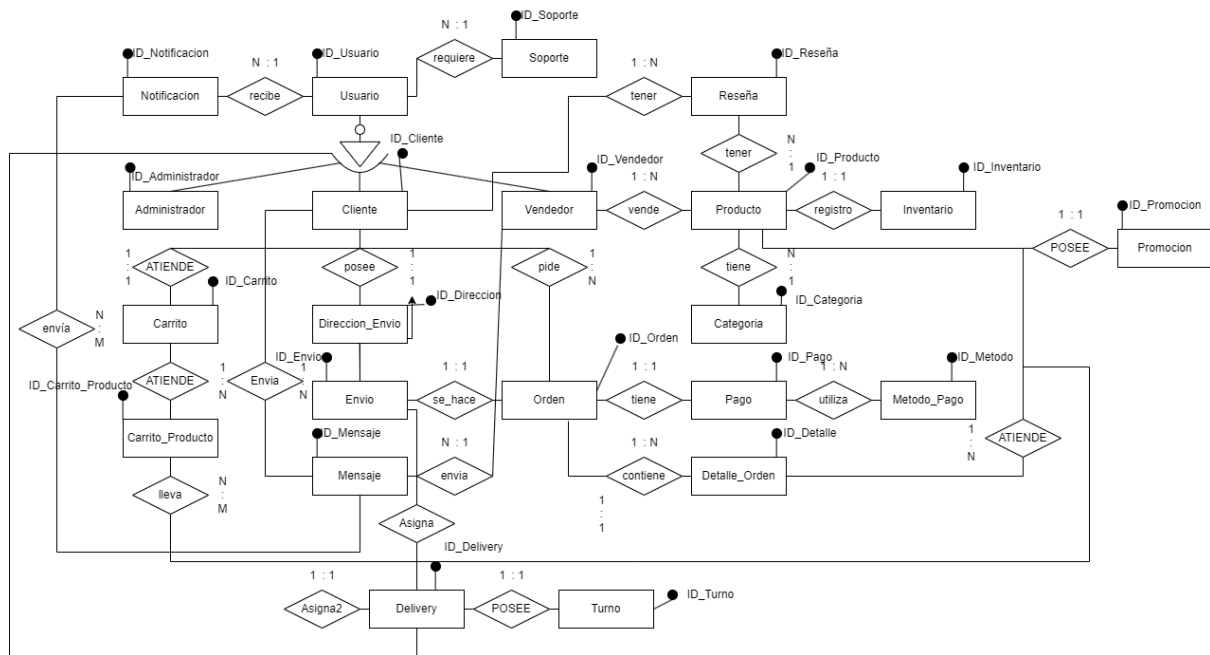 N : 1
ID_Soporte
ID_Notificacion
N : 1
ID_Usuario
requiere
Soporte
1 : N
ID_Reseña
Notificacion
recibe
Usuario
tener
Reseña
ID_Cliente
tener
N : 1
ID_Administrador
ID_Vendedor
1 : N
ID_Producto
1 : 1
ID_Inventario
Administrador
Cliente
Vendedor
vende
Producto
registro
Inventario
1 : 1
ID_Promocion
POSEE
Promocion
1 : 1
ATIENDE
posee
1 : 1
pide
1 : N
tiene
N : 1
ID_Carrito
ID_Direccion
ID_Categoria
Carrito
Direccion_Envio
Categoria
envía
N : M
ID_Orden
ID_Envio
1 : 1
1 : 1
ID_Pago
1 : N
ID_Metodo
ID_Carrito_Producto
ATIENDE
1 : N
Envia
1 : N
Envio
se_hace
Orden
tiene
Pago
utiliza
Metodo_Pago
Carrito_Producto
ID_Mensaje
N : 1
1 : N
ID_Detalle
1 : N
ATIENDE
Mensaje
envia
contiene
Detalle_Orden
lleva
N : M
1 : 1
Asigna
ID_Delivery
1 : 1
1 : 1
ID_Turno
Asigna2
Delivery
POSEE
Turno